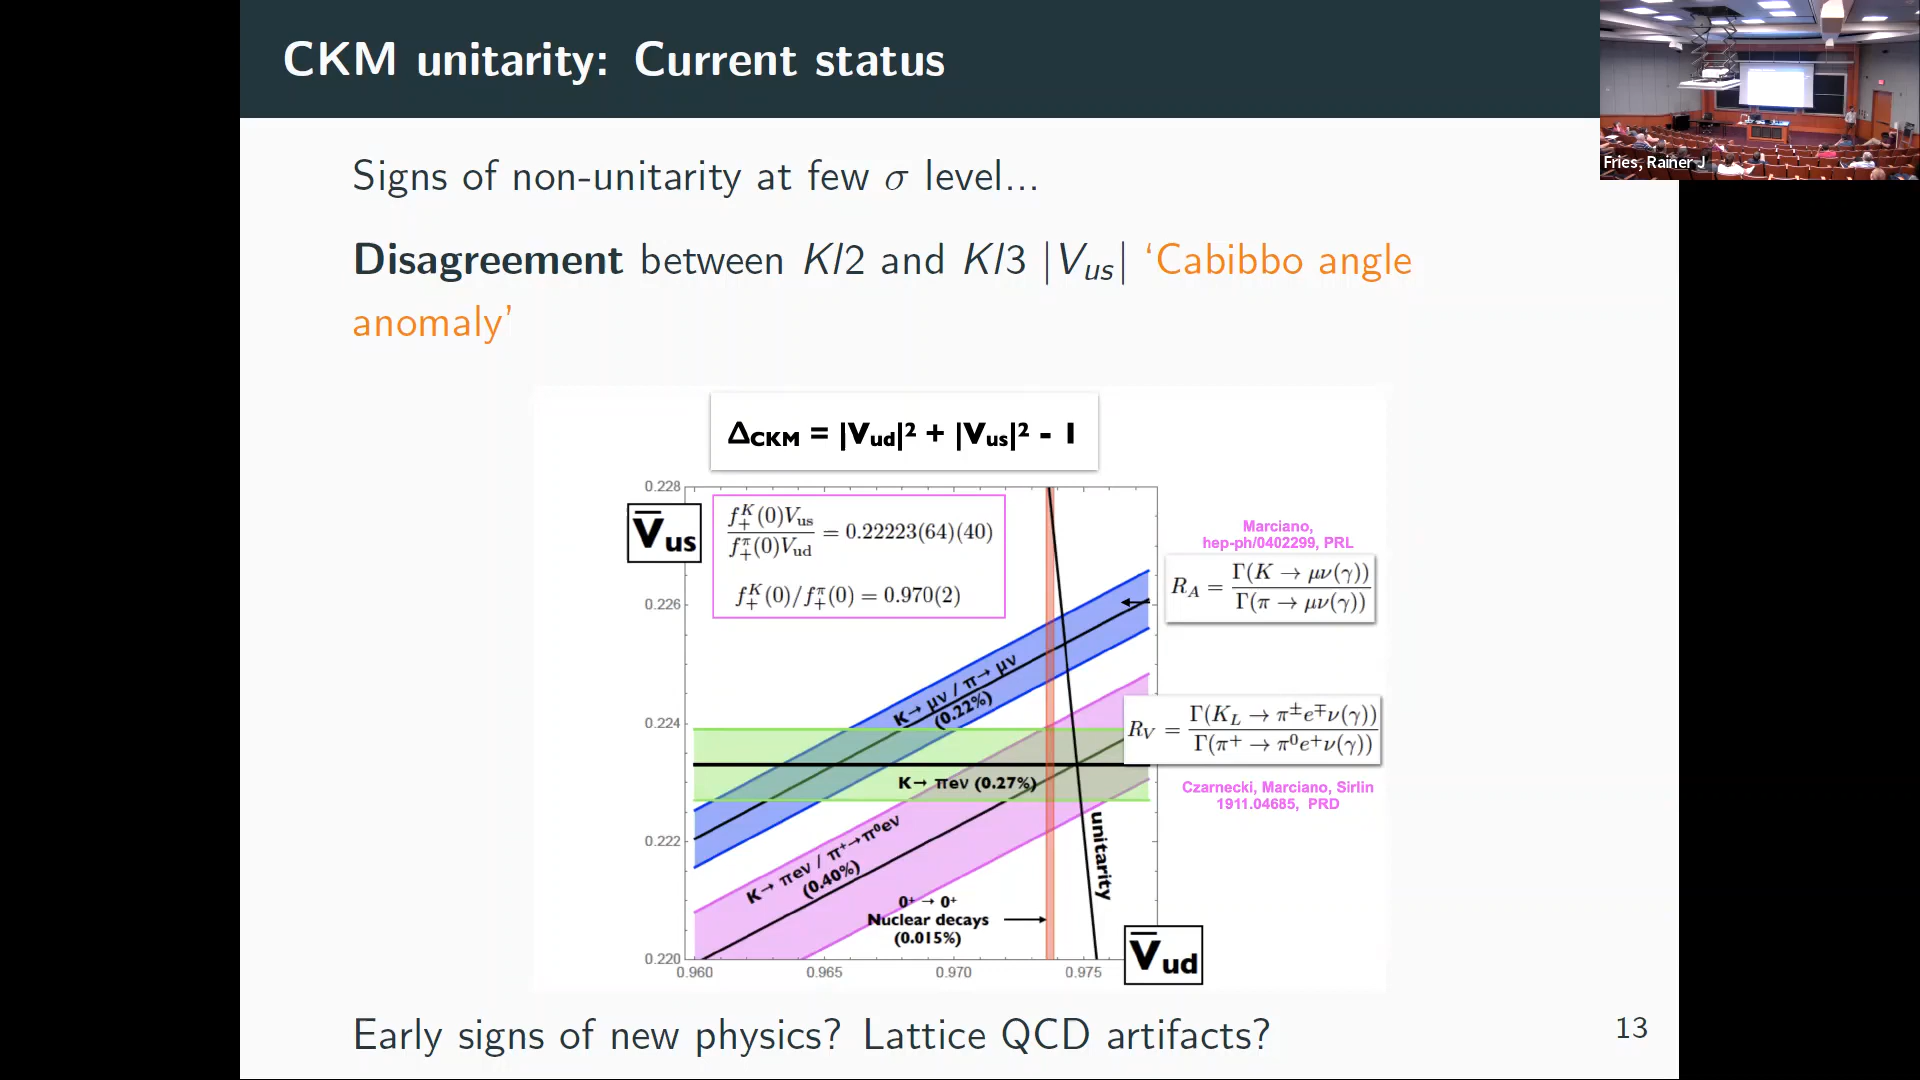 CKM unitarity: Current status
Fries, Rainer J
Signs of non-unitarity at few σ level...
Disagreement between Kl2 and Kl3 |V_us| ‘Cabibbo angle
anomaly’
Δ_CKM = |V_ud|² + |V_us|² - 1
0.228
0.226
0.224
0.222
0.220
V̅_us
f_+^K(0)V_us / f_+^π(0)V_ud = 0.22223(64)(40)
f_+^K(0)/f_+^π(0) = 0.970(2)
Marciano,
hep-ph/0402299, PRL
R_A = Γ(K → μν(γ)) / Γ(π → μν(γ))
K→ μν / π→ μν
(0.22%)
R_V = Γ(K_L → π^± e^∓ ν(γ)) / Γ(π⁺ → π⁰e⁺ν(γ))
K→ πeν (0.27%)
Czarnecki, Marciano, Sirlin
1911.04685, PRD
K→ πeν / π⁺→π⁰eν
(0.40%)
unitarity
0⁺ → 0⁺
Nuclear decays
(0.015%)
V̅_ud
0.960 0.965 0.970 0.975
Early signs of new physics? Lattice QCD artifacts?
13